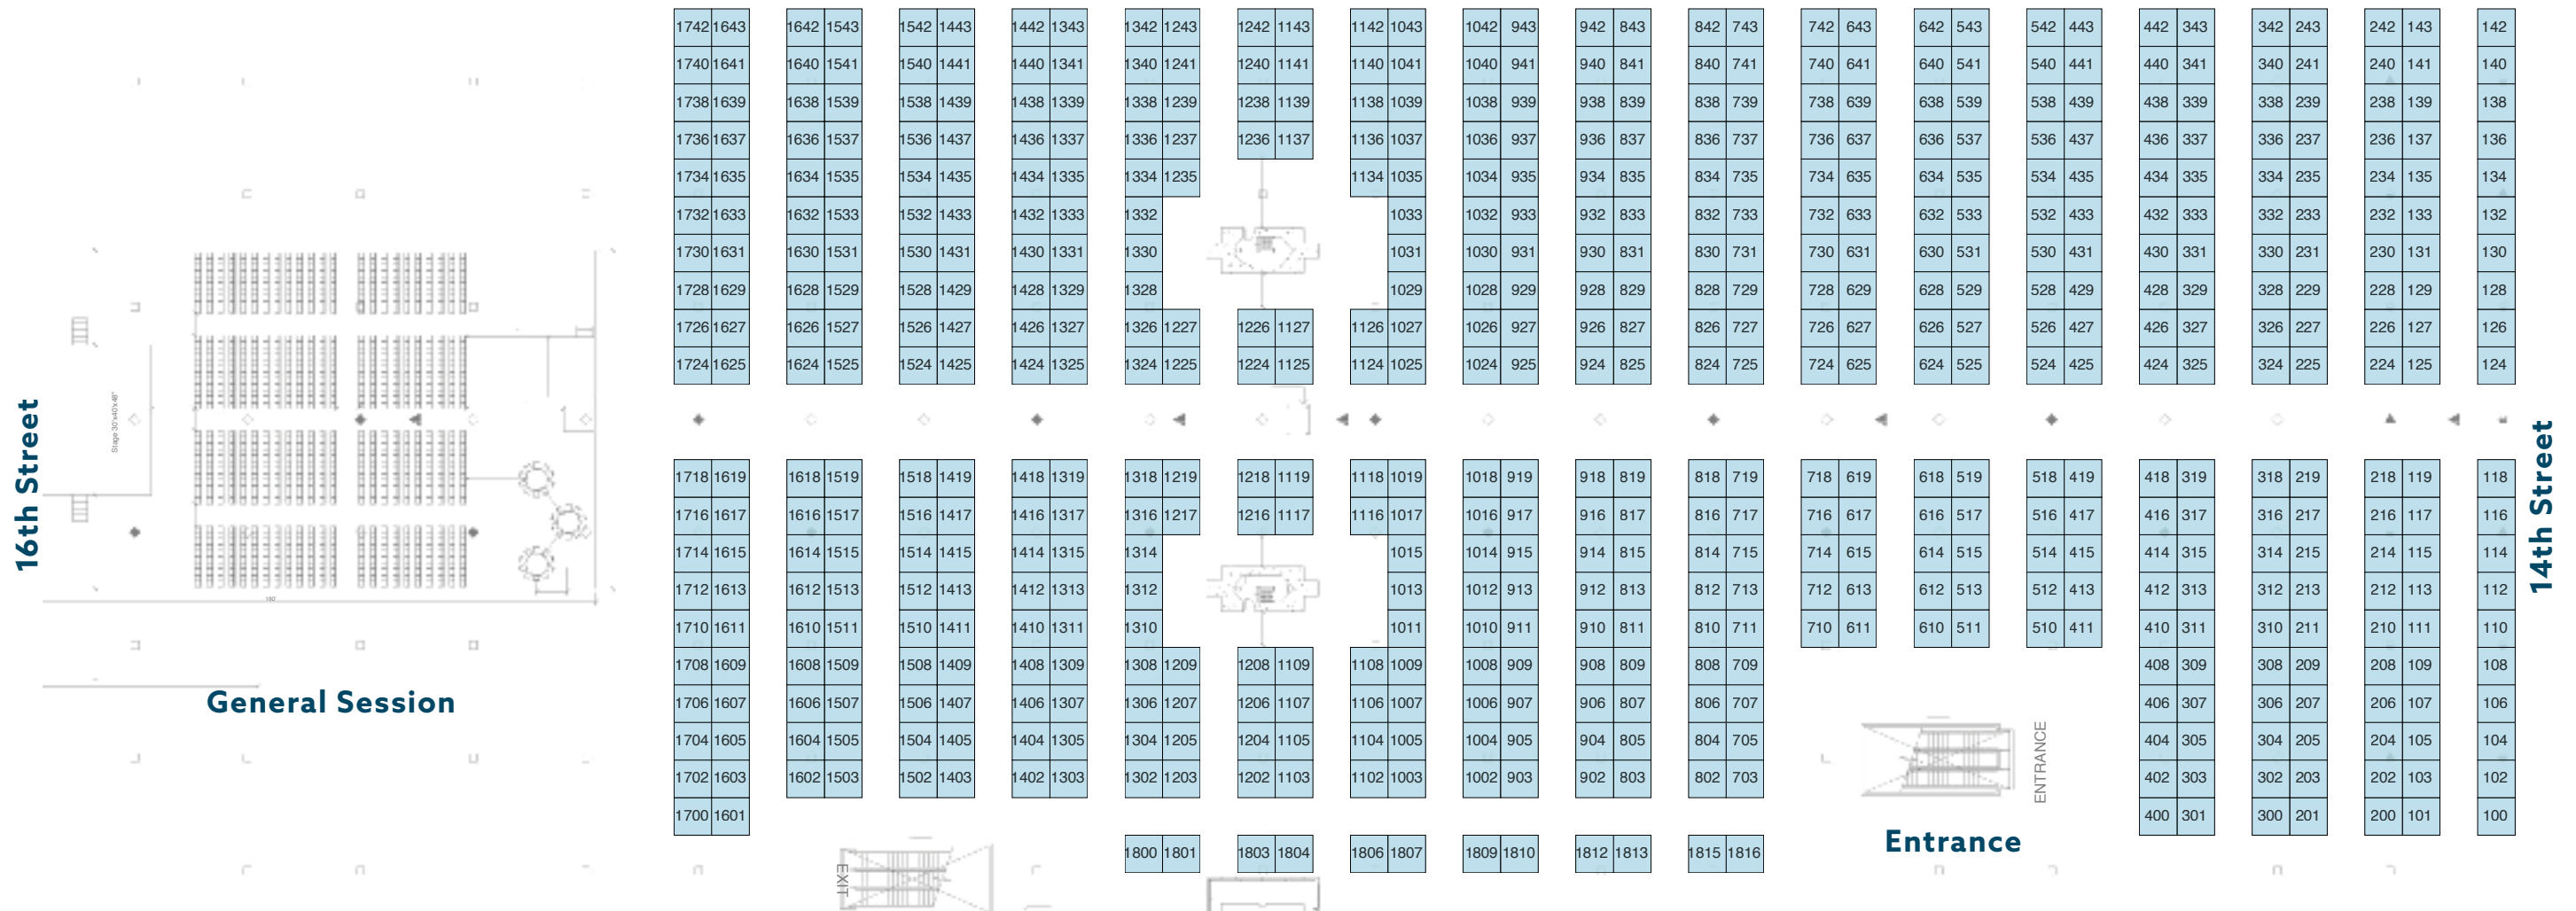 1742 1643 1642 1543 1542 1443 1442 1343 1342 1243 1242 1143 1142 1043 1042 943 942 843 842 743 742 643 642 543 542 443 442 343 342 243 242 143 142
1740 1641 1640 1541 1540 1441 1440 1341 1340 1241 1240 1141 1140 1041 1040 941 940 841 840 741 740 641 640 541 540 441 440 341 340 241 240 141 140
1738 1639 1638 1539 1538 1439 1438 1339 1338 1239 1238 1139 1138 1039 1038 939 938 839 838 739 738 639 638 539 538 439 438 339 338 239 238 139 138
1736 1637 1636 1537 1536 1437 1436 1337 1336 1237 1236 1137 1136 1037 1036 937 936 837 836 737 736 637 636 537 536 437 436 337 336 237 236 137 136
1734 1635 1634 1535 1534 1435 1434 1335 1334 1235 1134 1035 1034 935 934 835 834 735 734 635 634 535 534 435 434 335 334 235 234 135 134
1732 1633 1632 1533 1532 1433 1432 1333 1332 1033 1032 933 932 833 832 733 732 633 632 533 532 433 432 333 332 233 232 133 132
1730 1631 1630 1531 1530 1431 1430 1331 1330 1031 1030 931 930 831 830 731 730 631 630 531 530 431 430 331 330 231 230 131 130
1728 1629 1628 1529 1528 1429 1428 1329 1328 1029 1028 929 928 829 828 729 728 629 628 529 528 429 428 329 328 229 228 129 128
1726 1627 1626 1527 1526 1427 1426 1327 1326 1227 1226 1127 1126 1027 1026 927 926 827 826 727 726 627 626 527 526 427 426 327 326 227 226 127 126
1724 1625 1624 1525 1524 1425 1424 1325 1324 1225 1224 1125 1124 1025 1024 925 924 825 824 725 724 625 624 525 524 425 424 325 324 225 224 125 124
16th Street
Stage 30'x40'x48"
14th Street
1718 1619 1618 1519 1518 1419 1418 1319 1318 1219 1218 1119 1118 1019 1018 919 918 819 818 719 718 619 618 519 518 419 418 319 318 219 218 119 118
1716 1617 1616 1517 1516 1417 1416 1317 1316 1217 1216 1117 1116 1017 1016 917 916 817 816 717 716 617 616 517 516 417 416 317 316 217 216 117 116
1714 1615 1614 1515 1514 1415 1414 1315 1314 1015 1014 915 914 815 814 715 714 615 614 515 514 415 414 315 314 215 214 115 114
1712 1613 1612 1513 1512 1413 1412 1313 1312 1013 1012 913 912 813 812 713 712 613 612 513 512 413 412 313 312 213 212 113 112
180'
1710 1611 1610 1511 1510 1411 1410 1311 1310 1011 1010 911 910 811 810 711 710 611 610 511 510 411 410 311 310 211 210 111 110
1708 1609 1608 1509 1508 1409 1408 1309 1308 1209 1208 1109 1108 1009 1008 909 908 809 808 709 408 309 308 209 208 109 108
General Session
1706 1607 1606 1507 1506 1407 1406 1307 1306 1207 1206 1107 1106 1007 1006 907 906 807 806 707 406 307 306 207 206 107 106
1704 1605 1604 1505 1504 1405 1404 1305 1304 1205 1204 1105 1104 1005 1004 905 904 805 804 705 404 305 304 205 204 105 104
ENTRANCE
1702 1603 1602 1503 1502 1403 1402 1303 1302 1203 1202 1103 1102 1003 1002 903 902 803 802 703 402 303 302 203 202 103 102
1700 1601 400 301 300 201 200 101 100
Entrance
1800 1801 1803 1804 1806 1807 1809 1810 1812 1813 1815 1816
EXIT